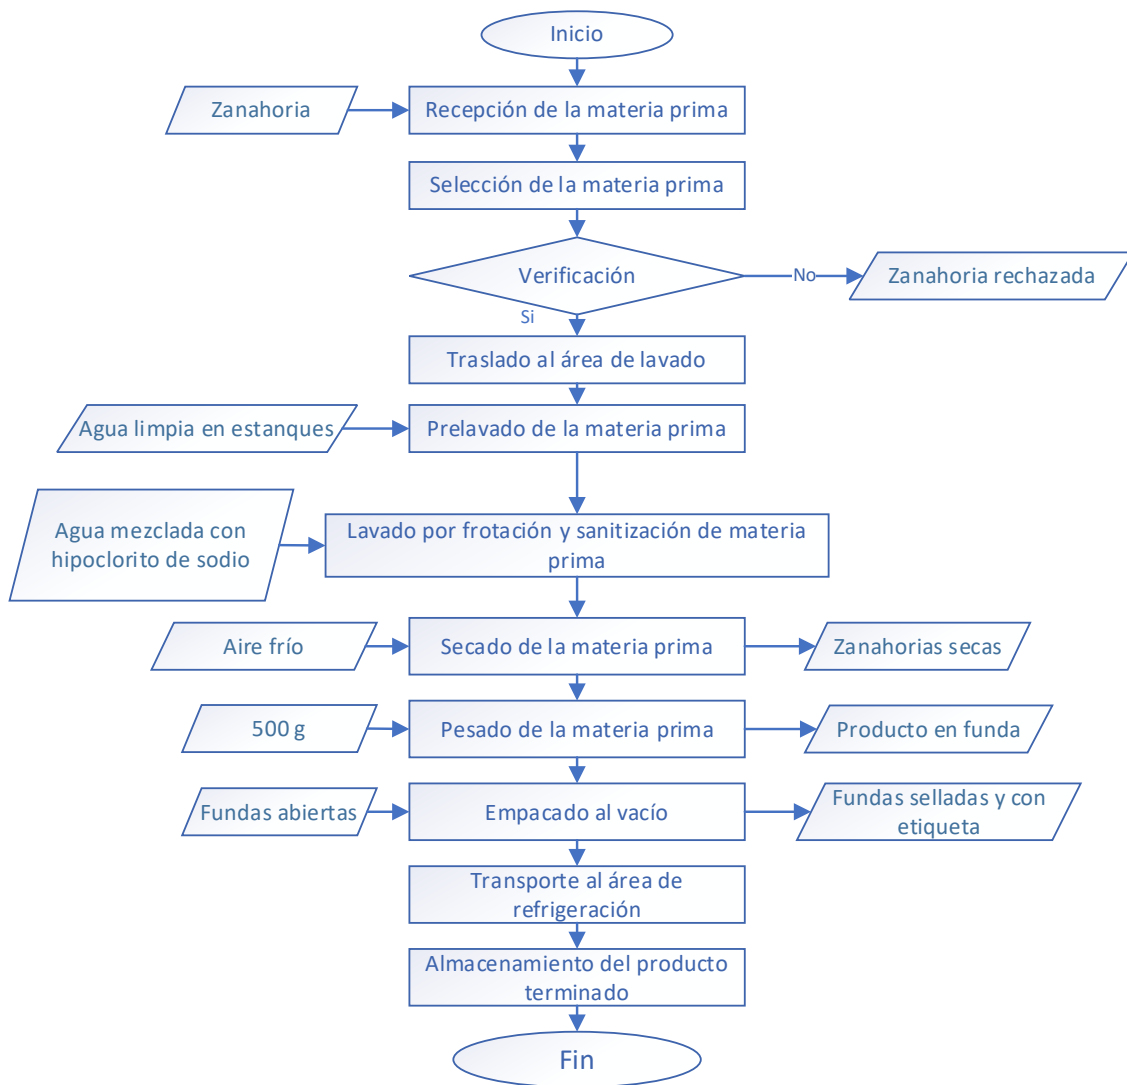 Inicio
Zanahoria
Recepción de la materia prima
Selección de la materia prima
Verificación
No
Zanahoria rechazada
Si
Traslado al área de lavado
Agua limpia en estanques
Prelavado de la materia prima
Agua mezclada con
hipoclorito de sodio
Lavado por frotación y sanitización de materia
prima
Aire frío
Secado de la materia prima
Zanahorias secas
500 g
Pesado de la materia prima
Producto en funda
Fundas abiertas
Empacado al vacío
Fundas selladas y con
etiqueta
Transporte al área de
refrigeración
Almacenamiento del producto
terminado
Fin